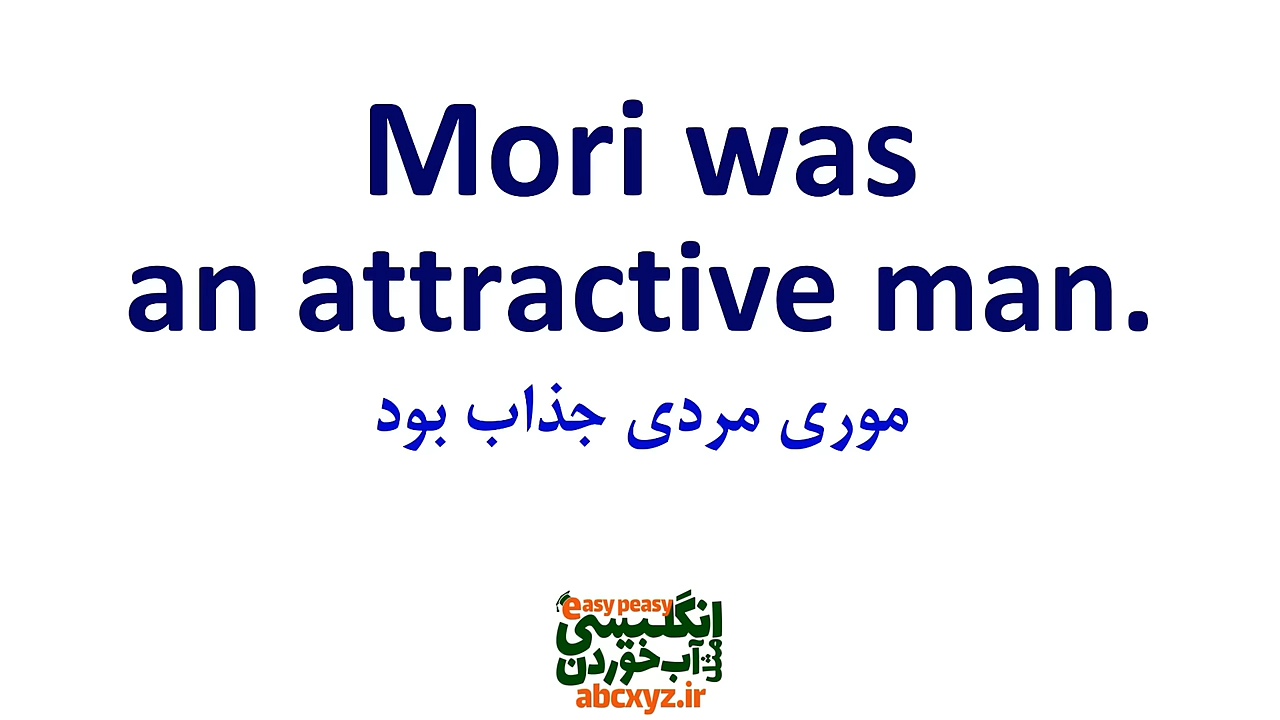 Mori was
an attractive man.
موری مردی جذاب بود
easy peasy
انگلیسی
مثل آب خوردن
abcxyz.ir